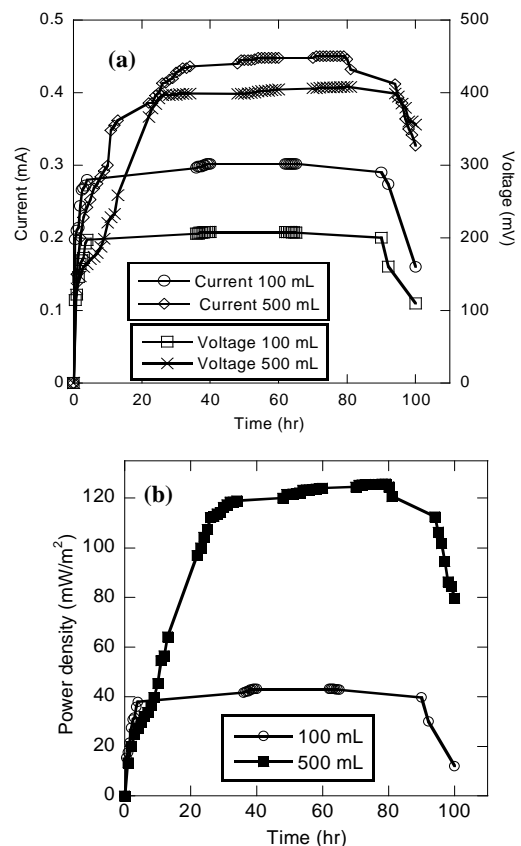 (a)
Current (mA)
Voltage (mV)
0.5
0.4
0.3
0.2
0.1
0
500
400
300
200
100
0
Current 100 mL
Current 500 mL
Voltage 100 mL
Voltage 500 mL
0 20 40 60 80 100
Time (hr)
(b)
Power density (mW/m²)
120
100
80
60
40
20
0
100 mL
500 mL
0 20 40 60 80 100
Time (hr)